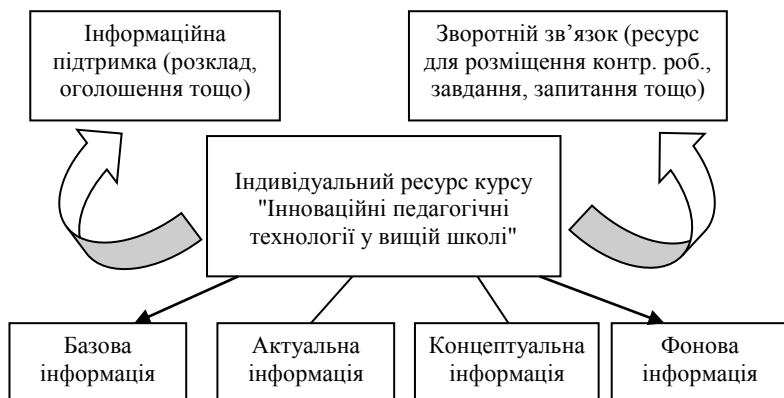 Інформаційна
підтримка (розклад,
оголошення тощо)
Зворотній зв’язок (ресурс
для розміщення контр. роб.,
завдання, запитання тощо)
Індивідуальний ресурс курсу
"Інноваційні педагогічні
технології у вищій школі"
Базова
інформація
Актуальна
інформація
Концептуальна
інформація
Фонова
інформація